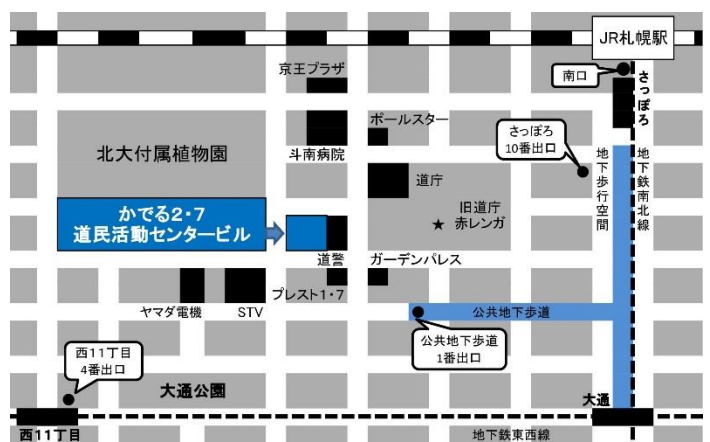 JR札幌駅
京王プラザ
南口
さっぽろ
ポールスター
さっぽろ
10番出口
斗南病院
北大付属植物園
道庁
地下歩行空間
地下鉄南北線
かでる2・7
道民活動センタービル
旧道庁
★ 赤レンガ
道警
ガーデンパレス
プレスト1・7
ヤマダ電機
STV
公共地下歩道
公共地下歩道
1番出口
西11丁目
4番出口
大通公園
大通
西11丁目
地下鉄東西線